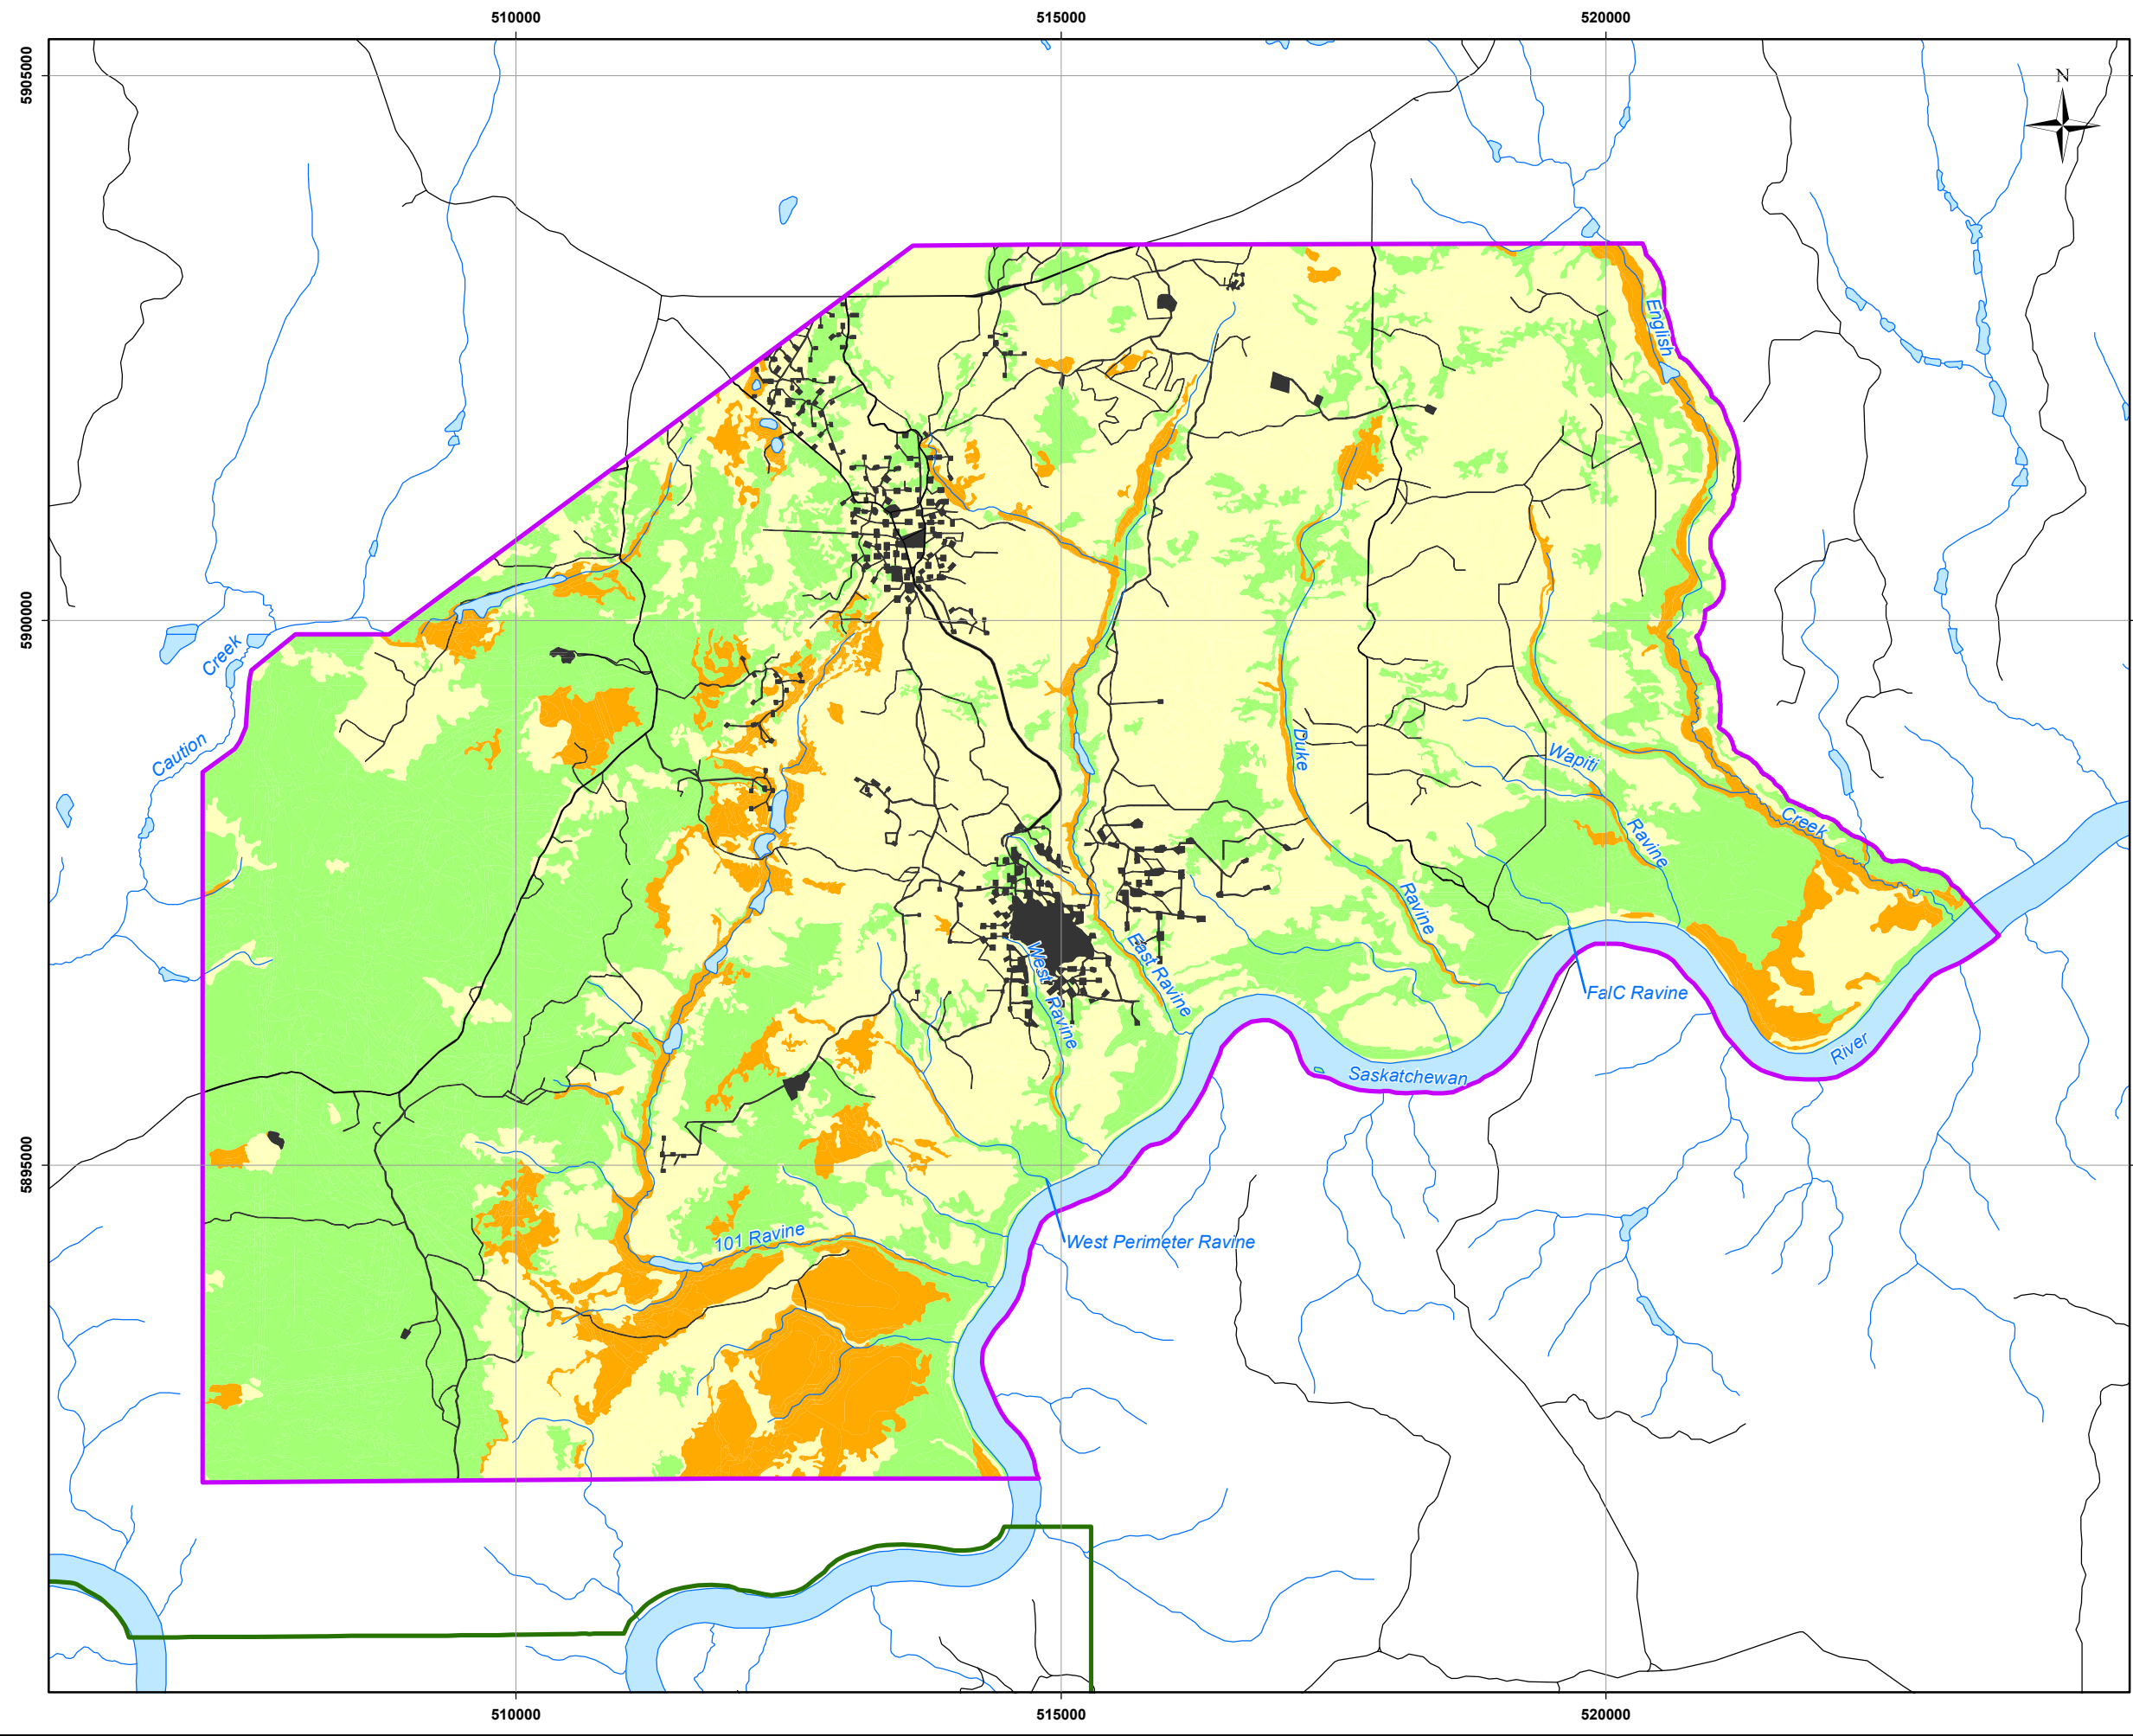 510000 515000 520000
5905000
N
English
5900000
Creek
Caution
Duke
Wapiti
Creek
Ravine
Ravine
East Ravine
West Ravine
FalC Ravine
River
Saskatchewan
5895000
101 Ravine
West Perimeter Ravine
510000 515000 520000